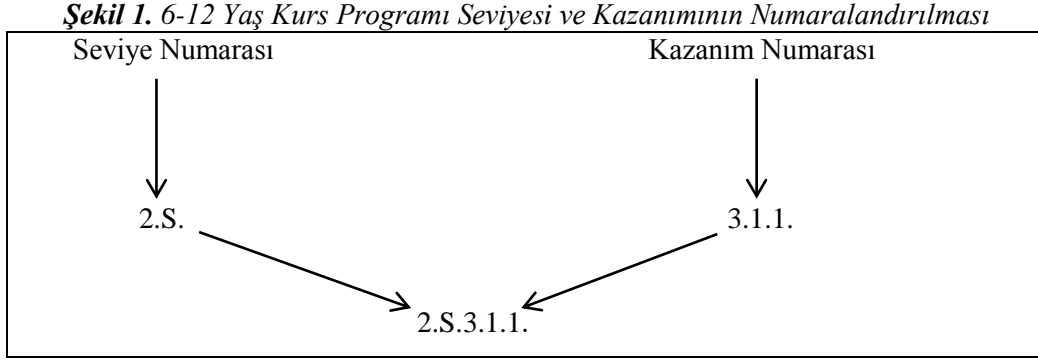 Şekil 1. 6-12 Yaş Kurs Programı Seviyesi ve Kazanımının Numaralandırılması
Seviye Numarası Kazanım Numarası
2.S. 3.1.1.
2.S.3.1.1.